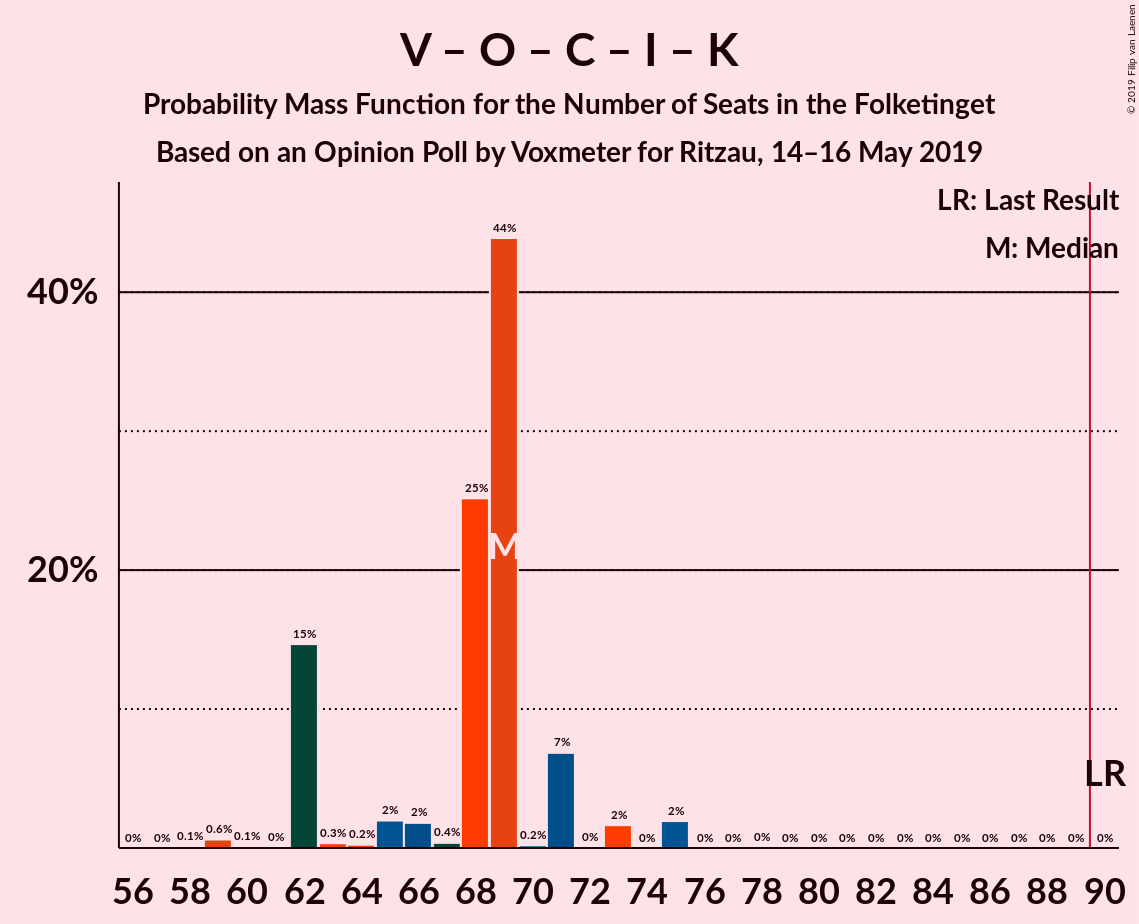 V – O – C – I – K
Probability Mass Function for the Number of Seats in the Folketinget
Based on an Opinion Poll by Voxmeter for Ritzau, 14–16 May 2019
© 2019 Filip van Laenen
LR: Last Result
M: Median
40%
20%
0% 0% 0.1% 0.6% 0.1% 0% 15% 0.3% 0.2% 2% 2% 0.4% 25% 44% 0.2% 7% 0% 2% 0% 2% 0% 0% 0% 0% 0% 0% 0% 0% 0% 0% 0% 0% 0% 0% 0%
M
LR
56 58 60 62 64 66 68 70 72 74 76 78 80 82 84 86 88 90